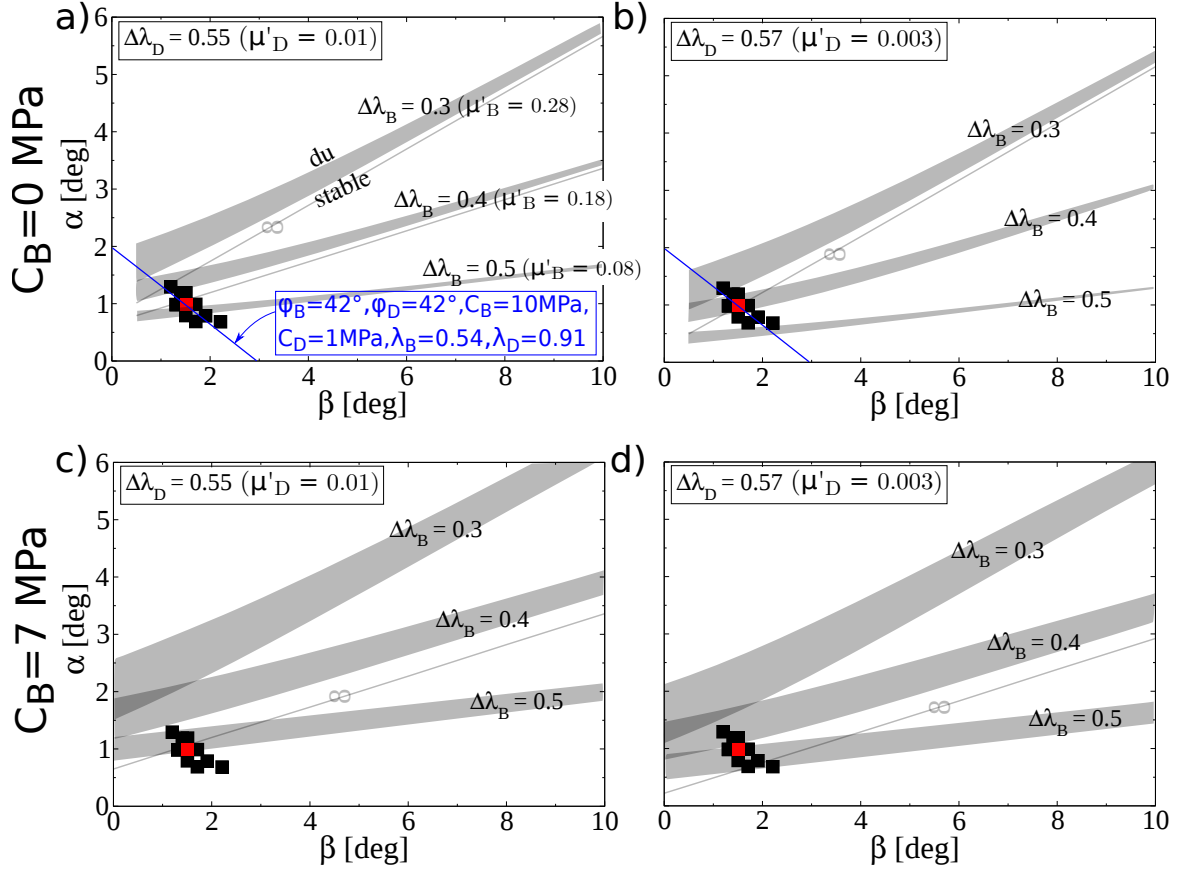 C_B=0 MPa
a)
Δλ_D = 0.55 (μ'_D = 0.01)
Δλ_B = 0.3 (μ'_B = 0.28)
du
stable
Δλ_B = 0.4 (μ'_B = 0.18)
∞
Δλ_B = 0.5 (μ'_B = 0.08)
φ_B=42°,φ_D=42°,C_B=10MPa,
C_D=1MPa,λ_B=0.54,λ_D=0.91
α [deg]
6
5
4
3
2
1
0
0 2 4 6 8 10
β [deg]
b)
Δλ_D = 0.57 (μ'_D = 0.003)
Δλ_B = 0.3
Δλ_B = 0.4
∞
Δλ_B = 0.5
0 2 4 6 8 10
β [deg]
C_B=7 MPa
c)
Δλ_D = 0.55 (μ'_D = 0.01)
Δλ_B = 0.3
Δλ_B = 0.4
∞
Δλ_B = 0.5
α [deg]
6
5
4
3
2
1
0
0 2 4 6 8 10
β [deg]
d)
Δλ_D = 0.57 (μ'_D = 0.003)
Δλ_B = 0.3
Δλ_B = 0.4
∞
Δλ_B = 0.5
0 2 4 6 8 10
β [deg]